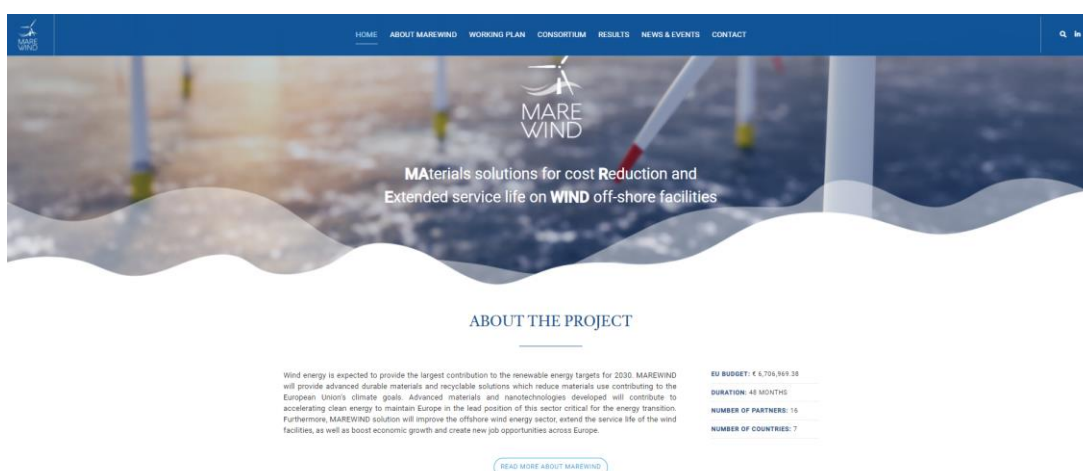 MARE
WIND
HOME ABOUT MAREWIND WORKING PLAN CONSORTIUM RESULTS NEWS & EVENTS CONTACT
in
MARE
WIND
MAterials solutions for cost Reduction and
Extended service life on WIND off-shore facilities
ABOUT THE PROJECT
Wind energy is expected to provide the largest contribution to the renewable energy targets for 2030. MAREWIND
will provide advanced durable materials and recyclable solutions which reduce materials use contributing to the
European Union's climate goals. Advanced materials and nanotechnologies developed will contribute to
accelerating clean energy to maintain Europe in the lead position of this sector critical for the energy transition.
Furthermore, MAREWIND solution will improve the offshore wind energy sector, extend the service life of the wind
facilities, as well as boost economic growth and create new job opportunities across Europe.
EU BUDGET: € 6,706,969.38
DURATION: 48 MONTHS
NUMBER OF PARTNERS: 16
NUMBER OF COUNTRIES: 7
READ MORE ABOUT MAREWIND